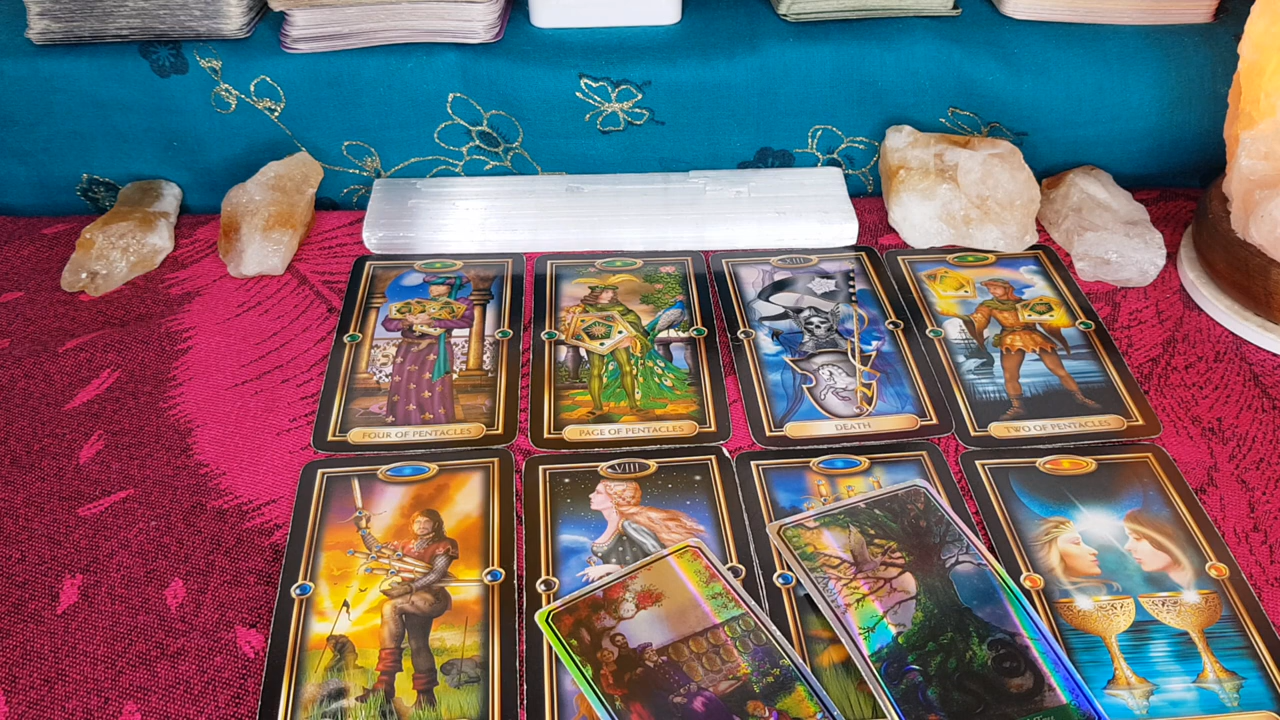 XIII
FOUR OF PENTACLES
PAGE OF PENTACLES
DEATH
TWO OF PENTACLES
VIII